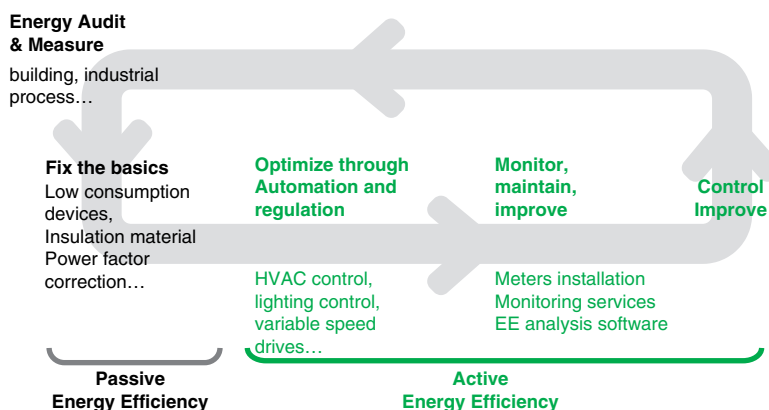 Energy Audit
& Measure
building, industrial
process…
Fix the basics
Low consumption
devices,
Insulation material
Power factor
correction…
Optimize through
Automation and
regulation
HVAC control,
lighting control,
variable speed
drives…
Monitor,
maintain,
improve
Meters installation
Monitoring services
EE analysis software
Control
Improve
Passive
Energy Efficiency
Active
Energy Efficiency